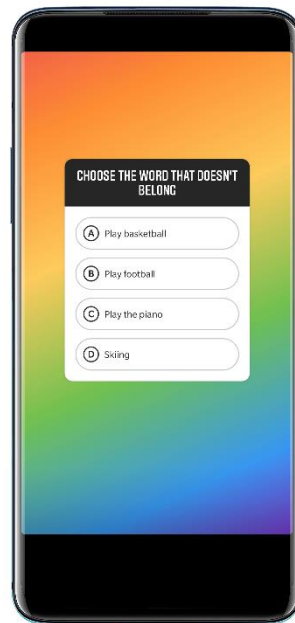 CHOOSE THE WORD THAT DOESN'T
BELONG
A Play basketball
B Play football
C Play the piano
D Skiing